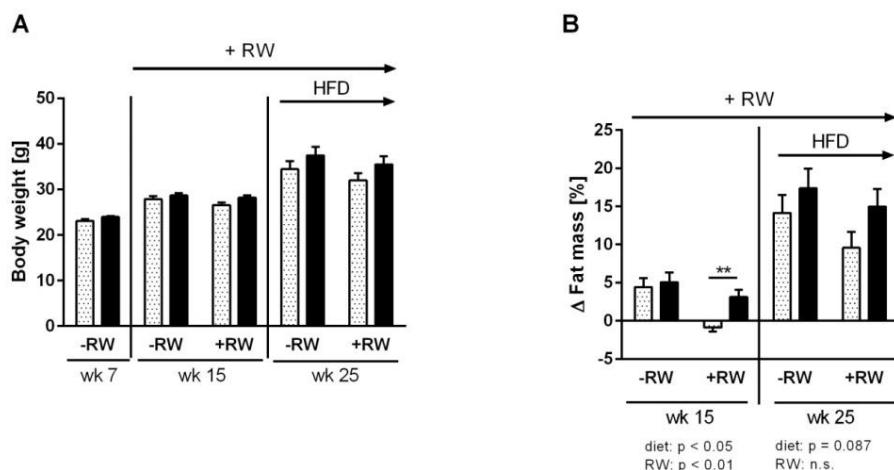 A
+ RW
HFD
Body weight [g]
50
40
30
20
10
0
-RW
-RW
+RW
-RW
+RW
wk 7
wk 15
wk 25
B
+ RW
HFD
Δ Fat mass [%]
25
20
15
10
5
0
-5
**
-RW
+RW
-RW
+RW
wk 15
wk 25
diet: p < 0.05
RW: p < 0.01
diet: p = 0.087
RW: n.s.